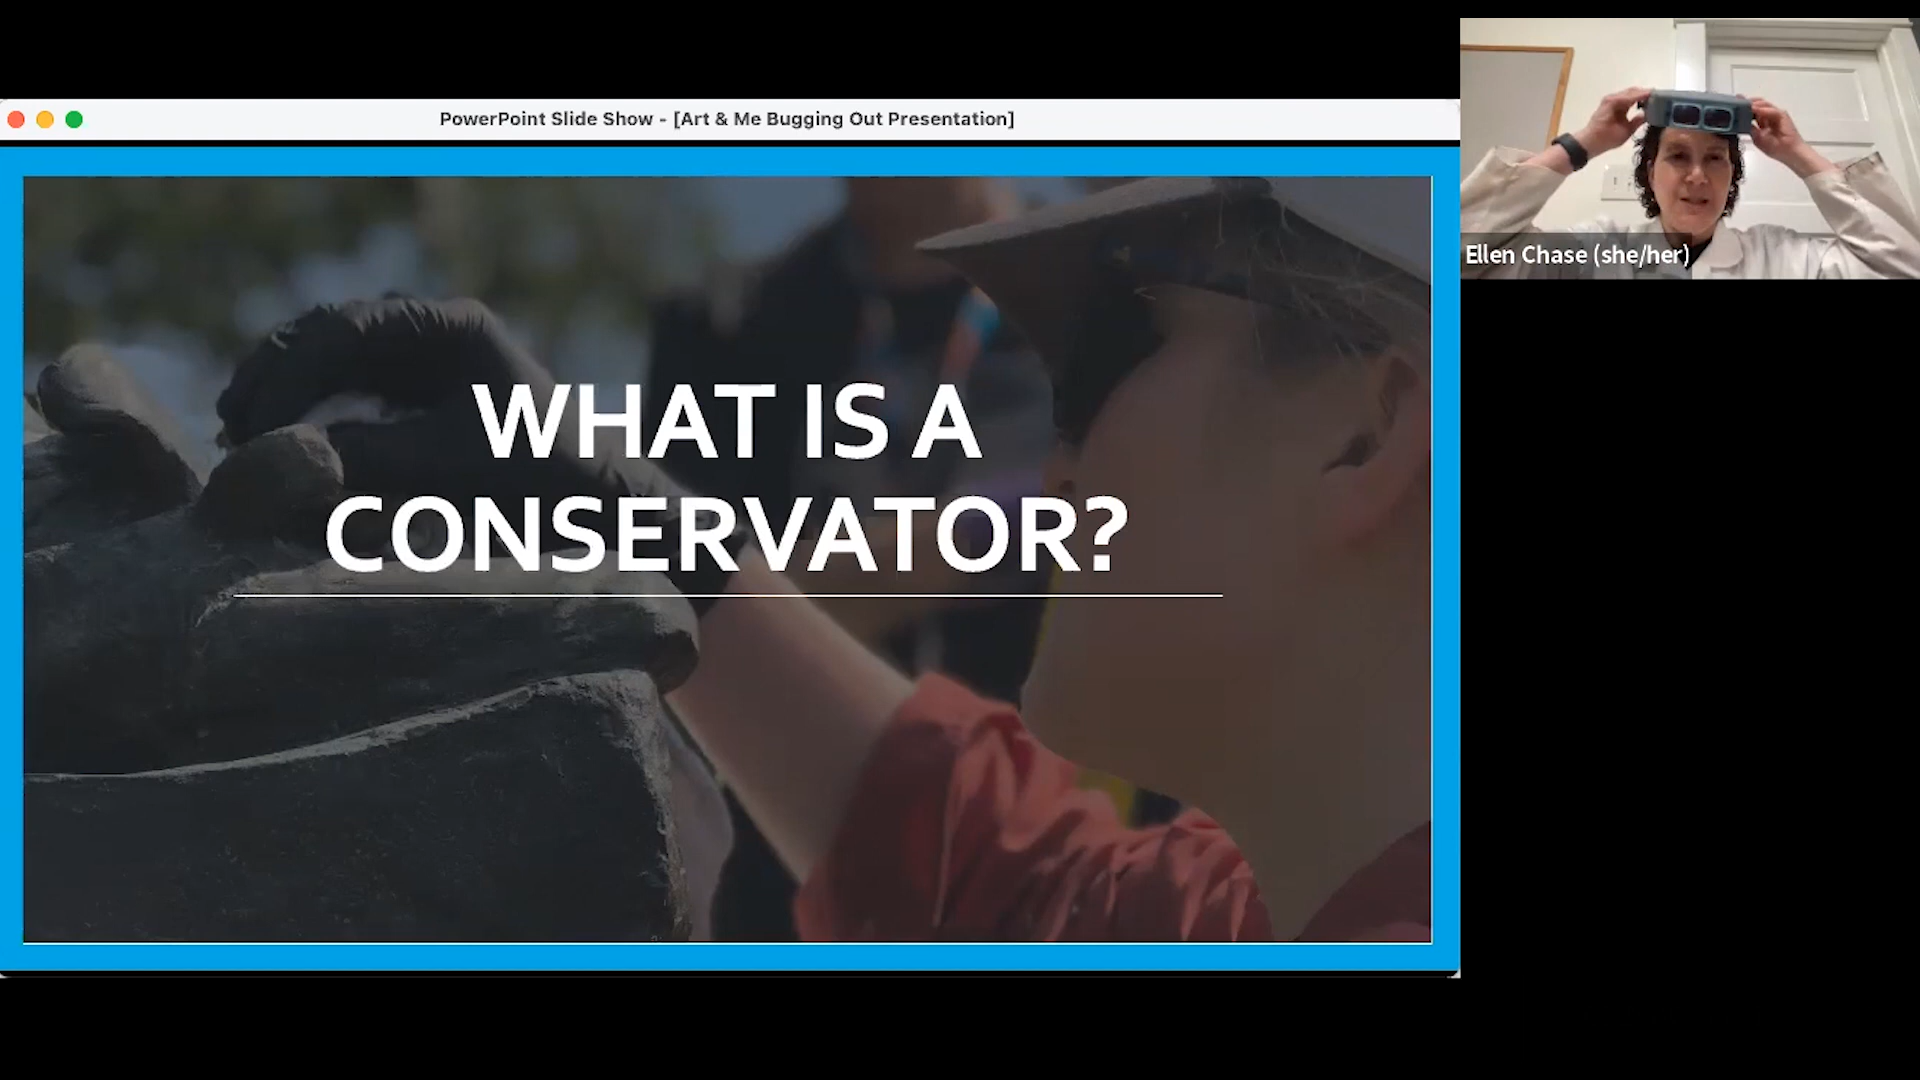 PowerPoint Slide Show - [Art & Me Bugging Out Presentation]
WHAT IS A
CONSERVATOR?
Ellen Chase (she/her)